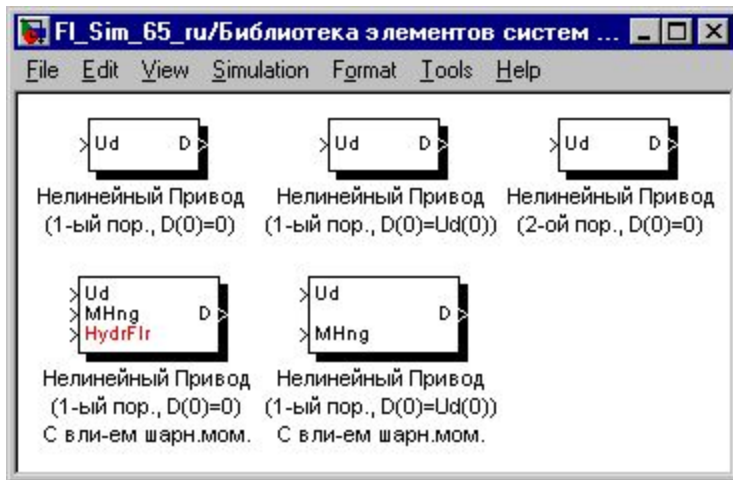 Fl_Sim_65_ru/Библиотека элементов систем ...
File Edit View Simulation Format Tools Help
Ud D
Ud D
Ud D
Нелинейный Привод Нелинейный Привод Нелинейный Привод
(1-ый пор., D(0)=0) (1-ый пор., D(0)=Ud(0)) (2-ой пор., D(0)=0)
Ud
MHng D
HydrFlr
Ud
D
MHng
Нелинейный Привод Нелинейный Привод
(1-ый пор., D(0)=0) (1-ый пор., D(0)=Ud(0))
С вли-ем шарн.мом. С вли-ем шарн.мом.